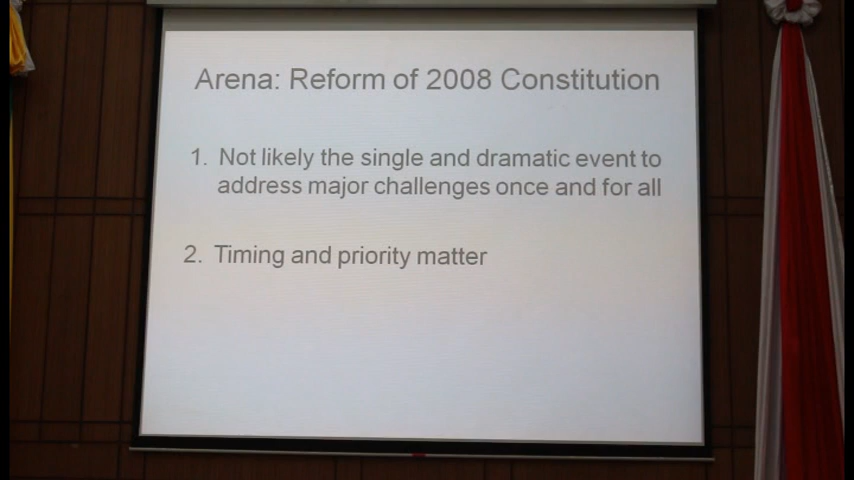 Arena: Reform of 2008 Constitution
1. Not likely the single and dramatic event to
address major challenges once and for all
2. Timing and priority matter